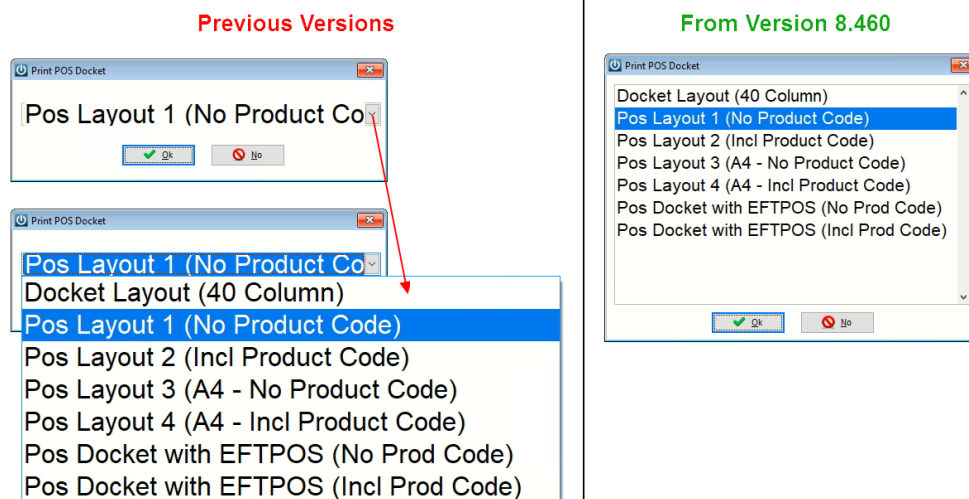 Previous Versions
Print POS Docket
Pos Layout 1 (No Product Co
Ok
No
Print POS Docket
Pos Layout 1 (No Product Co
Docket Layout (40 Column)
Pos Layout 1 (No Product Code)
Pos Layout 2 (Incl Product Code)
Pos Layout 3 (A4 - No Product Code)
Pos Layout 4 (A4 - Incl Product Code)
Pos Docket with EFTPOS (No Prod Code)
Pos Docket with EFTPOS (Incl Prod Code)
From Version 8.460
Print POS Docket
Docket Layout (40 Column)
Pos Layout 1 (No Product Code)
Pos Layout 2 (Incl Product Code)
Pos Layout 3 (A4 - No Product Code)
Pos Layout 4 (A4 - Incl Product Code)
Pos Docket with EFTPOS (No Prod Code)
Pos Docket with EFTPOS (Incl Prod Code)
Ok
No